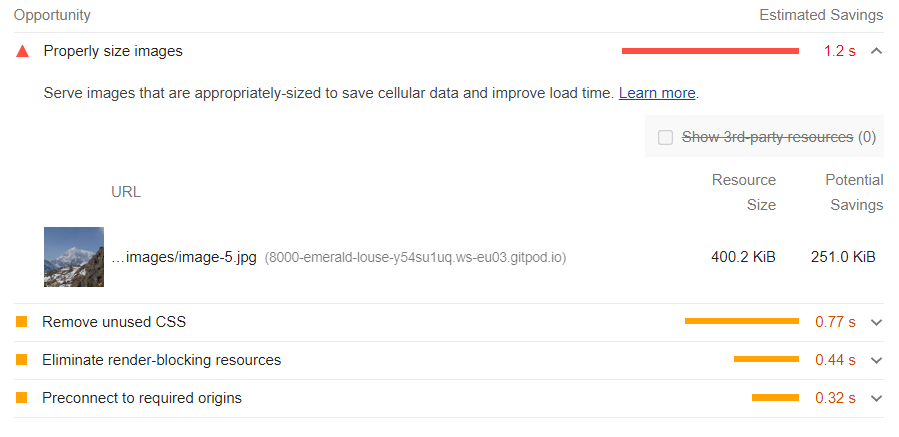 Opportunity Estimated Savings
Properly size images 1.2 s
Serve images that are appropriately-sized to save cellular data and improve load time. Learn more.
Show 3rd-party resources (0)
URL Resource Size Potential Savings
…images/image-5.jpg (8000-emerald-louse-y54su1uq.ws-eu03.gitpod.io) 400.2 KiB 251.0 KiB
Remove unused CSS 0.77 s
Eliminate render-blocking resources 0.44 s
Preconnect to required origins 0.32 s